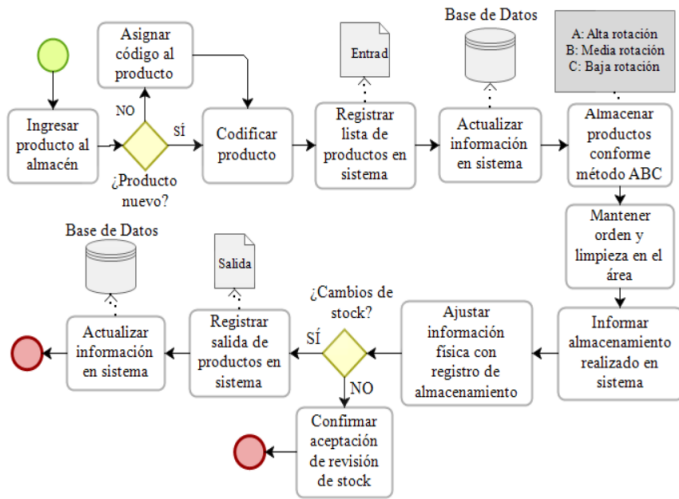 Asignar
código al
producto
Entrad
Base de Datos
A: Alta rotación
B: Media rotación
C: Baja rotación
Ingresar
producto al
almacén
NO
SÍ
¿Producto
nuevo?
Codificar
producto
Registrar
lista de
productos en
sistema
Actualizar
información
en sistema
Almacenar
productos
conforme
método ABC
Mantener
orden y
limpieza en el
área
Informar
almacenamiento
realizado en
sistema
Ajustar
información
física con
registro de
almacenamiento
¿Cambios de
stock?
SÍ
NO
Salida
Registrar
salida de
productos en
sistema
Base de Datos
Actualizar
información
en sistema
Confirmar
aceptación
de revisión
de stock